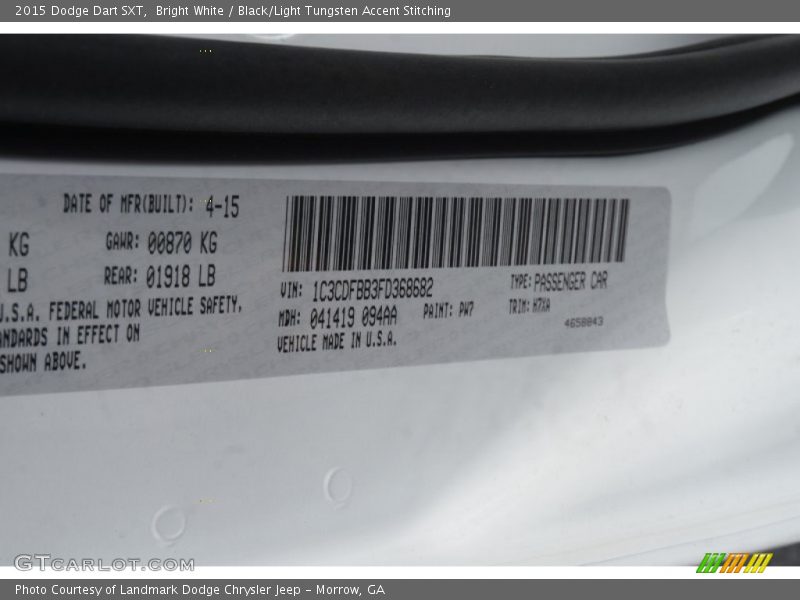 2015 Dodge Dart SXT,  Bright White / Black/Light Tungsten Accent Stitching
DATE OF MFR(BUILT): 4-15
KG GAWR: 00870 KG
LB REAR: 01918 LB
U.S.A. FEDERAL MOTOR VEHICLE SAFETY,
ANDARDS IN EFFECT ON
SHOWN ABOVE.
VIN: 1C3CDFBB3FD368682 TYPE: PASSENGER CAR
MDH: 041419 094AA PAINT: PW7 TRIM: H7XA
VEHICLE MADE IN U.S.A. 4658843
GTCARLOT.COM
Photo Courtesy of Landmark Dodge Chrysler Jeep – Morrow, GA